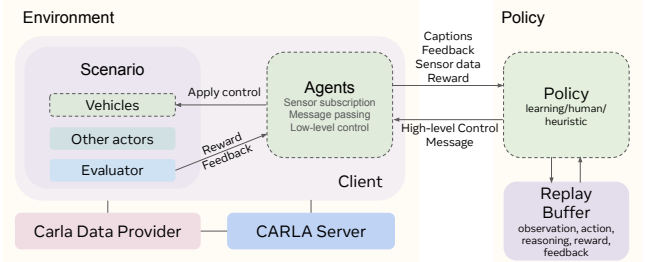 Environment
Policy
Scenario
Vehicles
Other actors
Evaluator
Apply control
Reward
Feedback
Agents
Sensor subscription
Message passing
Low-level control
Client
Captions
Feedback
Sensor data
Reward
High-level Control
Message
Policy
learning/human/
heuristic
Replay
Buffer
observation, action,
reasoning, reward,
feedback
Carla Data Provider
CARLA Server